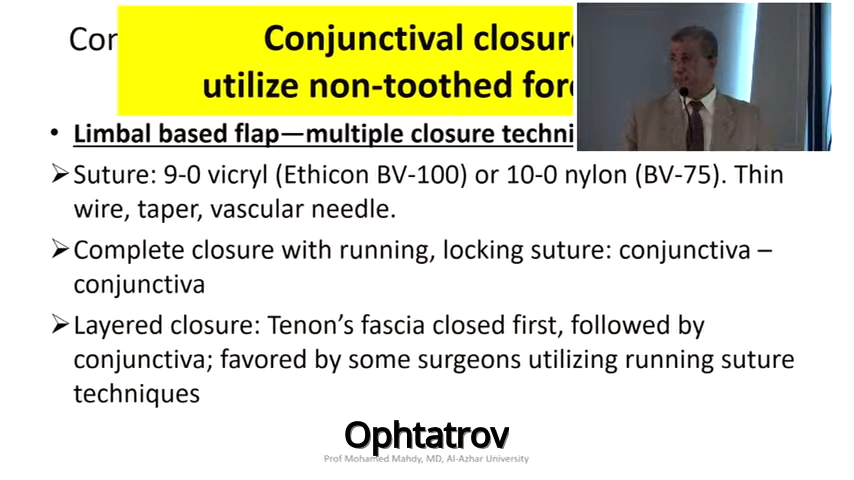 Cor
Conjunctival closur
utilize non-toothed for
• Limbal based flap—multiple closure techni
➢Suture: 9-0 vicryl (Ethicon BV-100) or 10-0 nylon (BV-75). Thin
wire, taper, vascular needle.
➢Complete closure with running, locking suture: conjunctiva –
conjunctiva
➢Layered closure: Tenon’s fascia closed first, followed by
conjunctiva; favored by some surgeons utilizing running suture
techniques
Ophtatrov
Prof Mohamed Mahdy, MD, Al-Azhar University